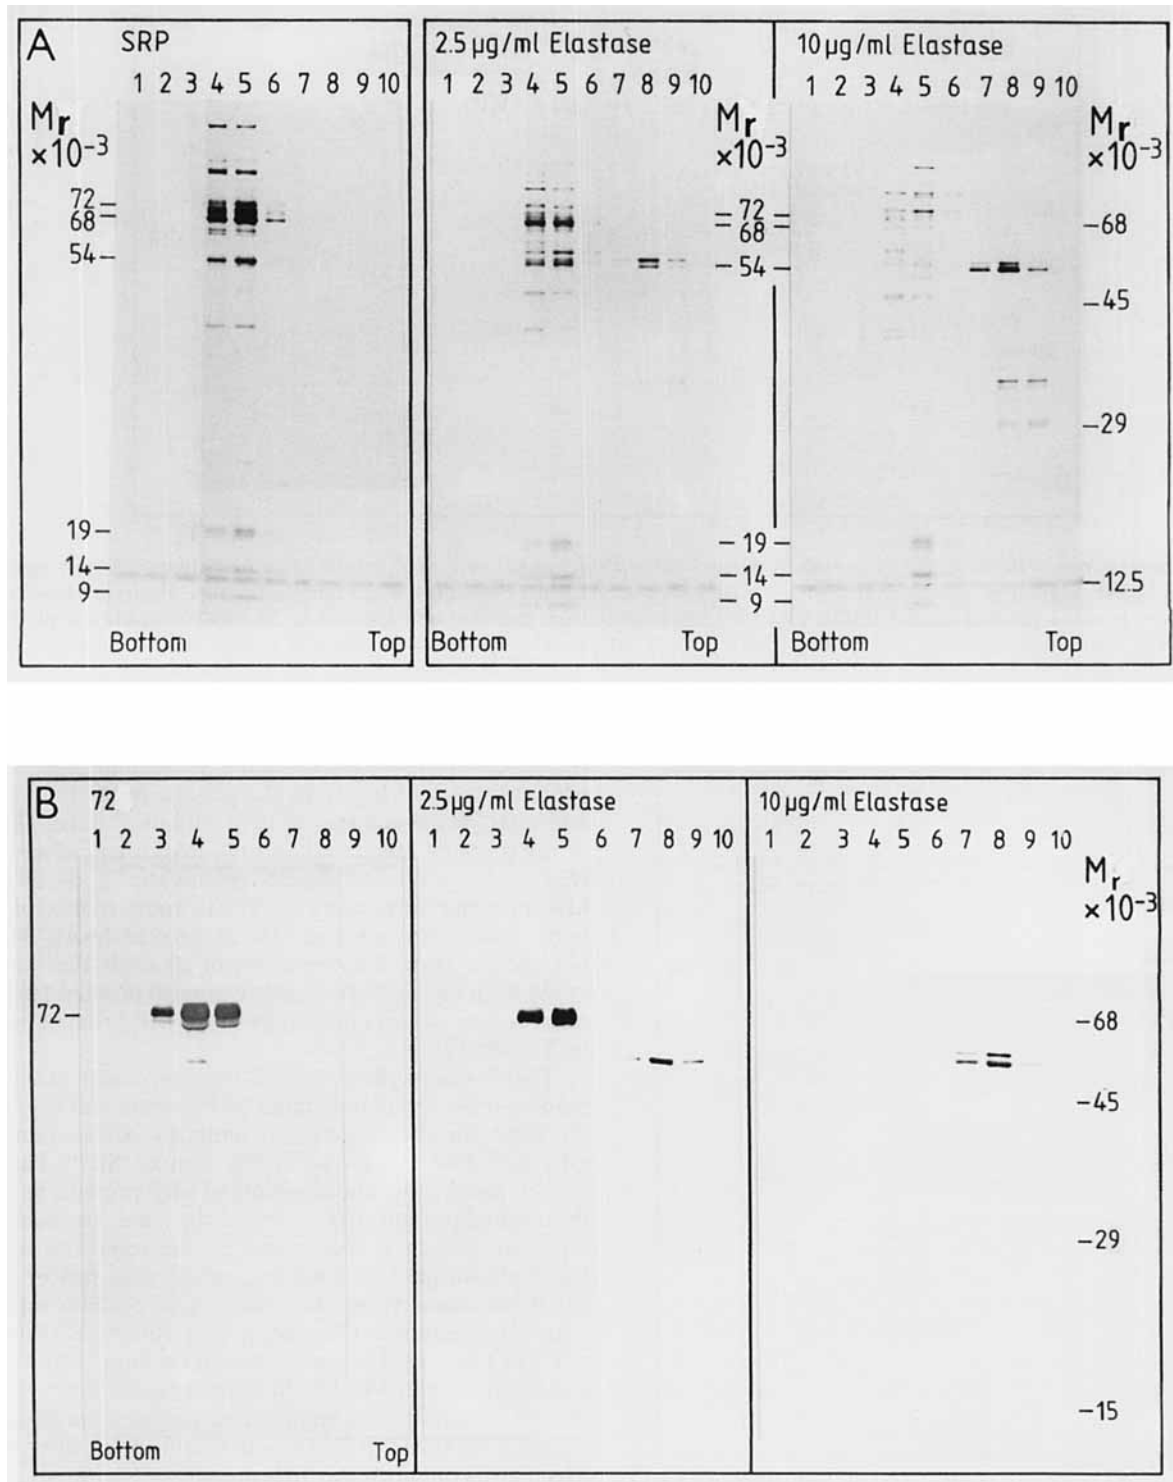 A SRP 2.5 µg/ml Elastase 10 µg/ml Elastase
1 2 3 4 5 6 7 8 9 10 1 2 3 4 5 6 7 8 9 10 1 2 3 4 5 6 7 8 9 10
Mr Mr Mr
×10-3 ×10-3 ×10-3
72 – – 72 –
68 – – 68 – – 68
54 – – 54 –
– 45
– 29
19 – – 19 –
14 – – 14 – – 12.5
9 – – 9 –
Bottom Top Bottom Top Bottom Top
B 72 2.5 µg/ml Elastase 10 µg/ml Elastase
1 2 3 4 5 6 7 8 9 10 1 2 3 4 5 6 7 8 9 10 1 2 3 4 5 6 7 8 9 10
Mr
×10-3
72 – – 68
– 45
– 29
– 15
Bottom Top